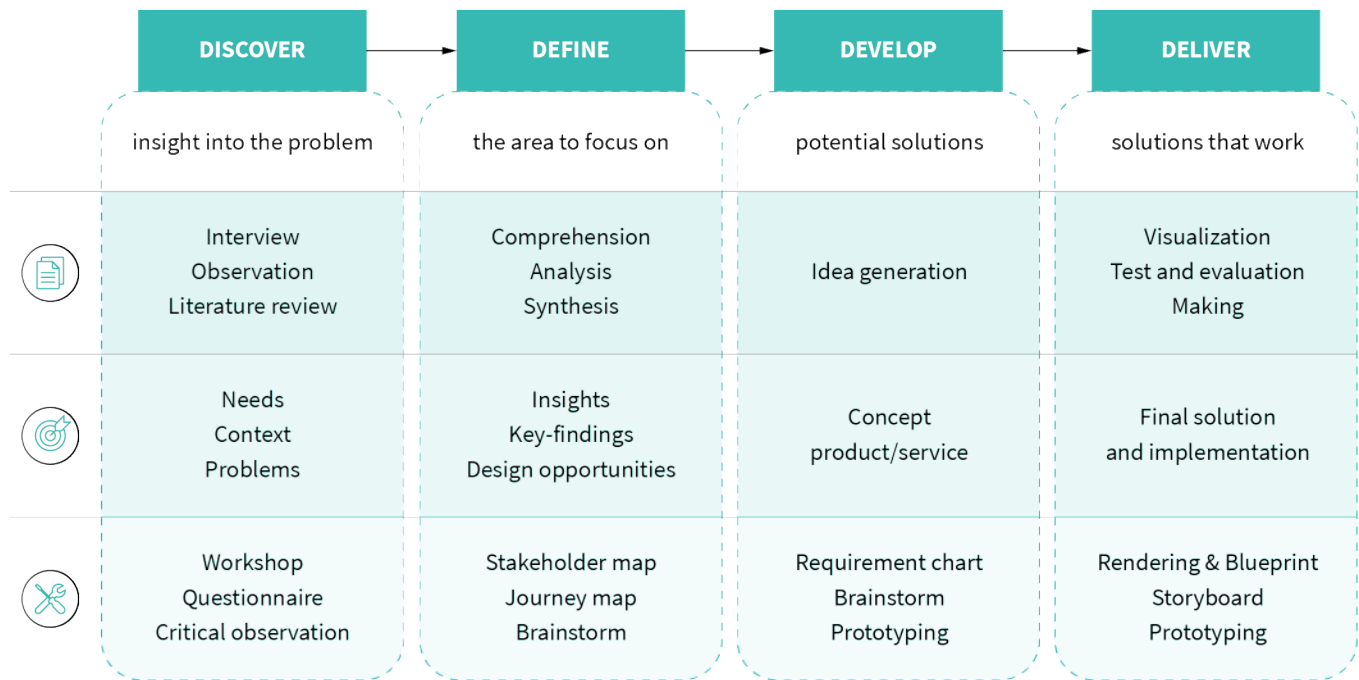 DISCOVER
DEFINE
DEVELOP
DELIVER
insight into the problem
the area to focus on
potential solutions
solutions that work
Interview
Observation
Literature review
Comprehension
Analysis
Synthesis
Idea generation
Visualization
Test and evaluation
Making
Needs
Context
Problems
Insights
Key-findings
Design opportunities
Concept
product/service
Final solution
and implementation
Workshop
Questionnaire
Critical observation
Stakeholder map
Journey map
Brainstorm
Requirement chart
Brainstorm
Prototyping
Rendering & Blueprint
Storyboard
Prototyping